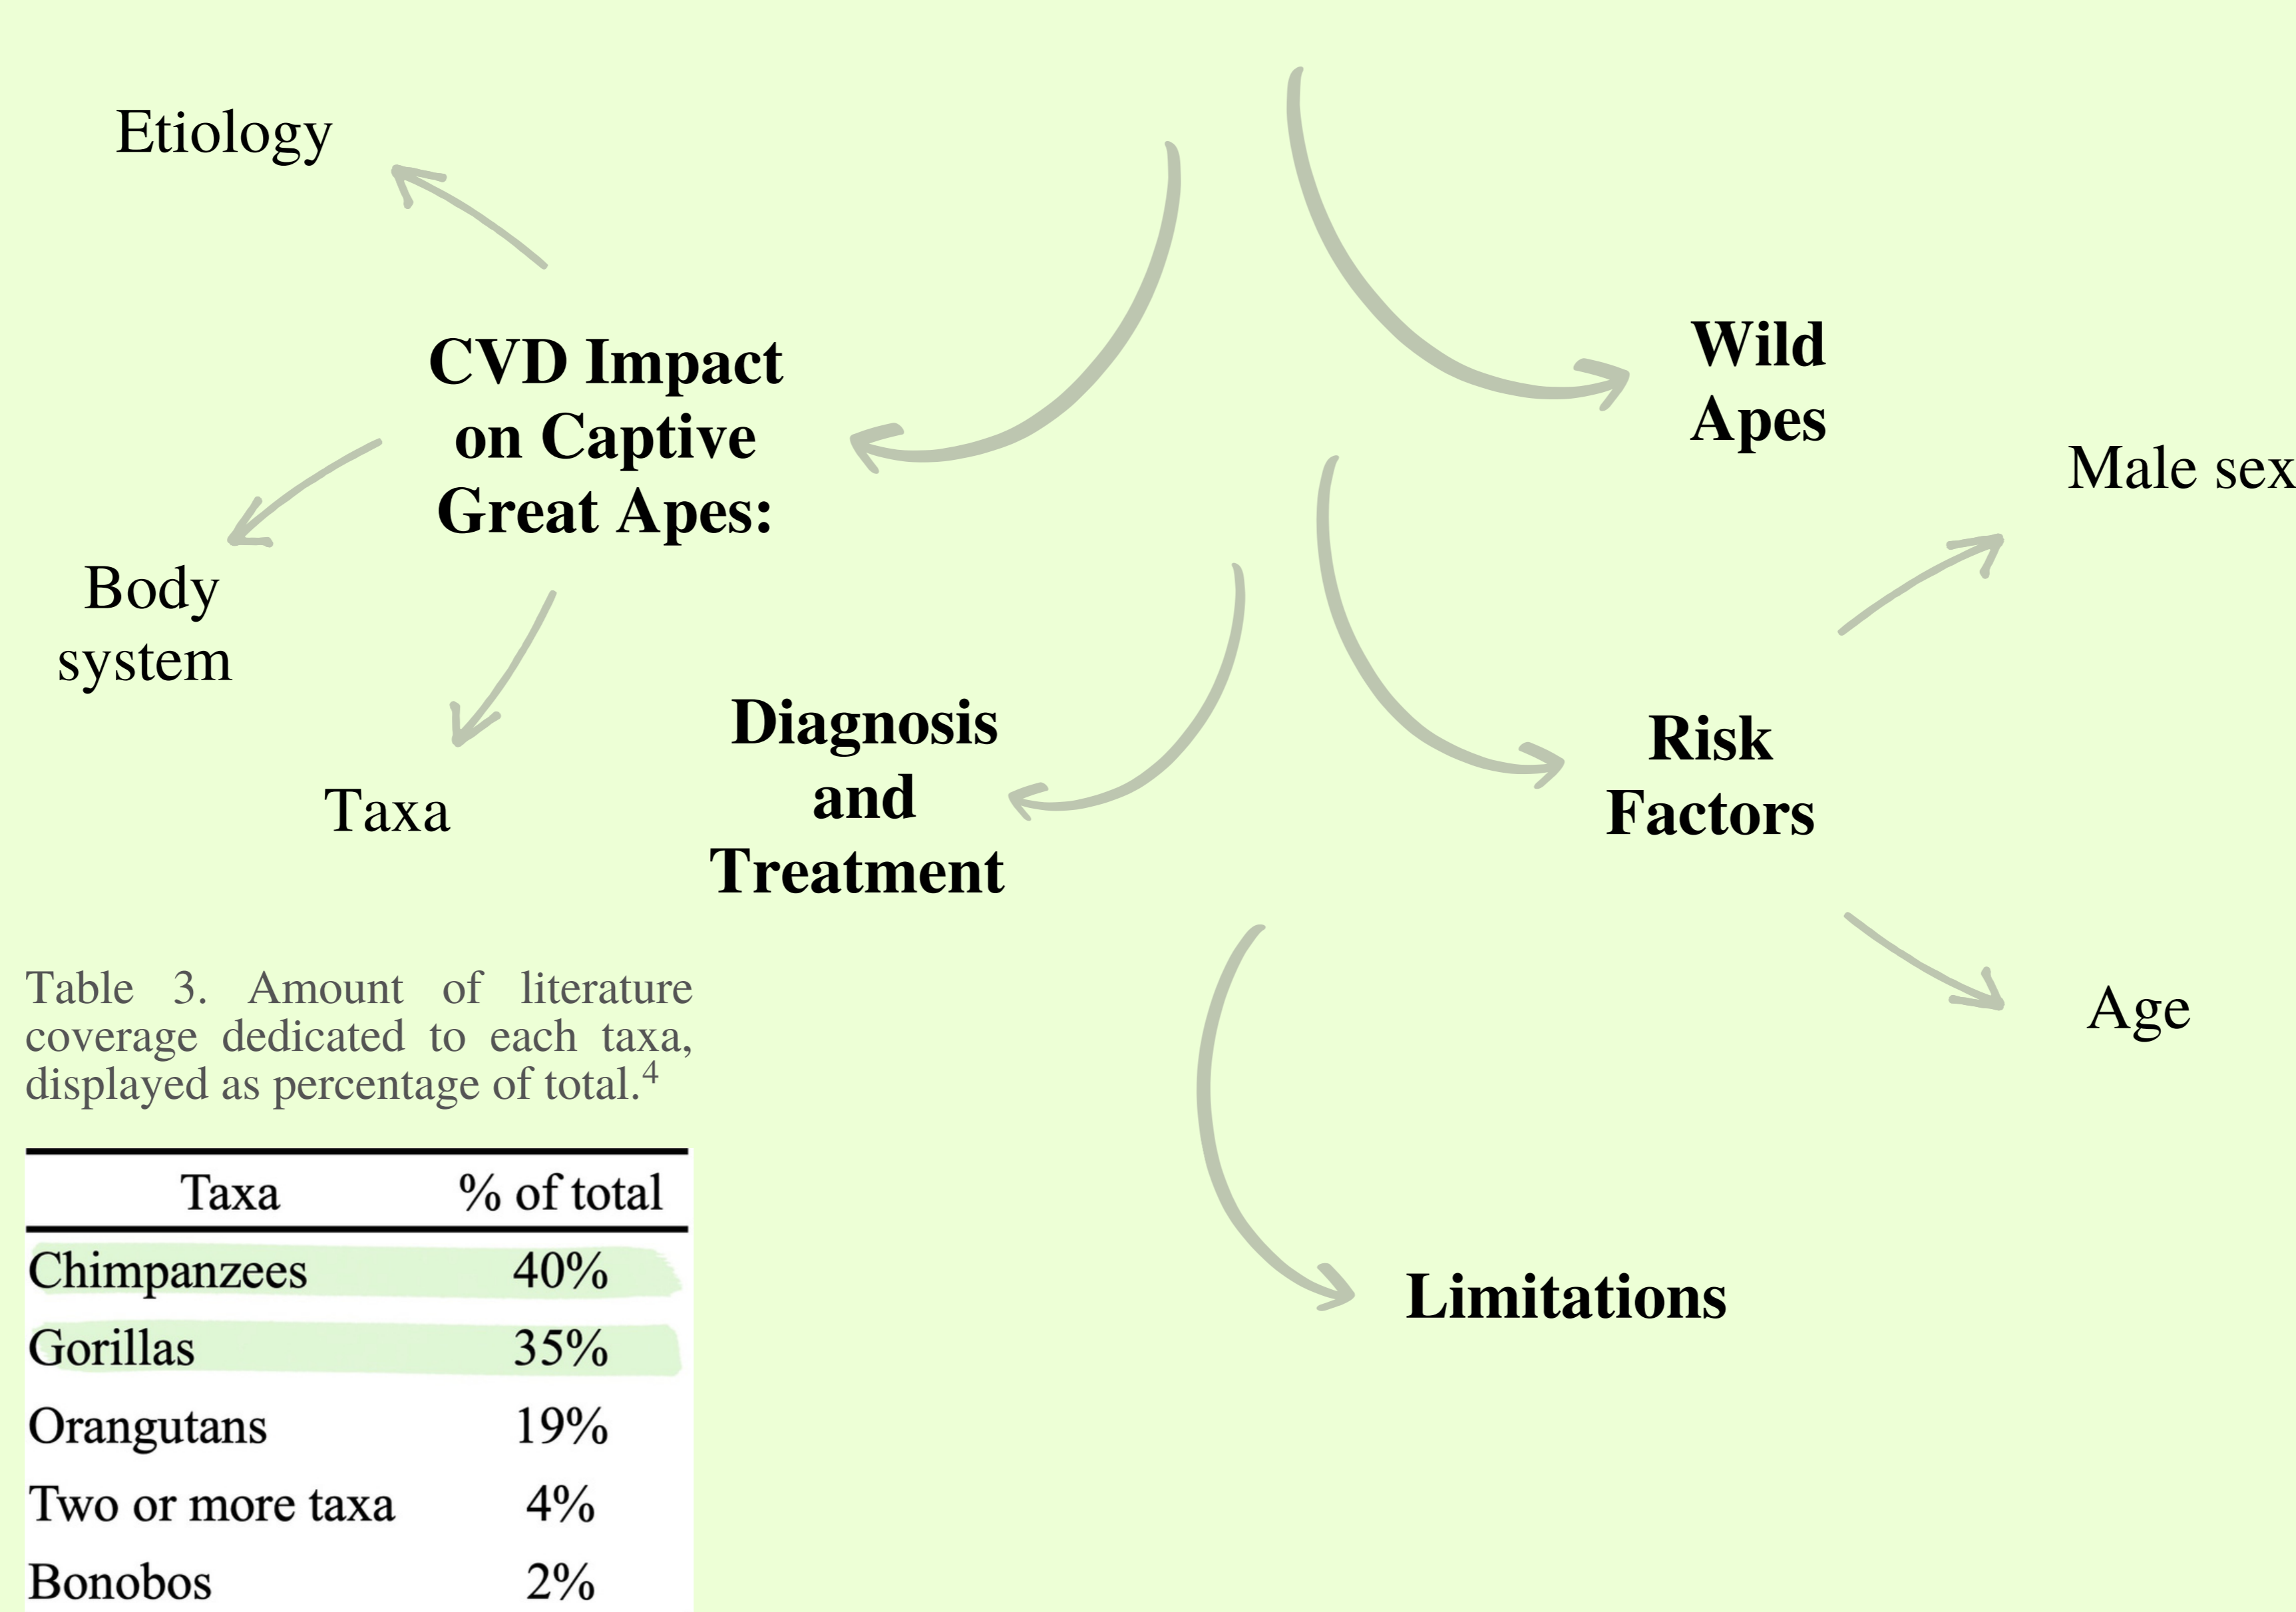 Etiology
CVD Impact
on Captive
Great Apes:
Body
system
Taxa
Wild
Apes
Male sex
Diagnosis
and
Treatment
Risk
Factors
Age
Limitations
Table 3. Amount of literature
coverage dedicated to each taxa,
displayed as percentage of total.⁴
Taxa % of total
Chimpanzees 40%
Gorillas 35%
Orangutans 19%
Two or more taxa 4%
Bonobos 2%